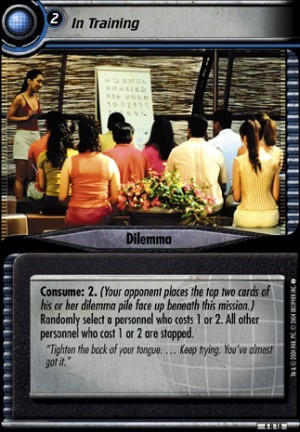 2
In Training
Dilemma
Consume: 2. (Your opponent places the top two cards of
his or her dilemma pile face up beneath this mission.)
Randomly select a personnel who costs 1 or 2. All other
personnel who cost 1 or 2 are stopped.
"Tighten the back of your tongue. … Keep trying. You've almost
got it."